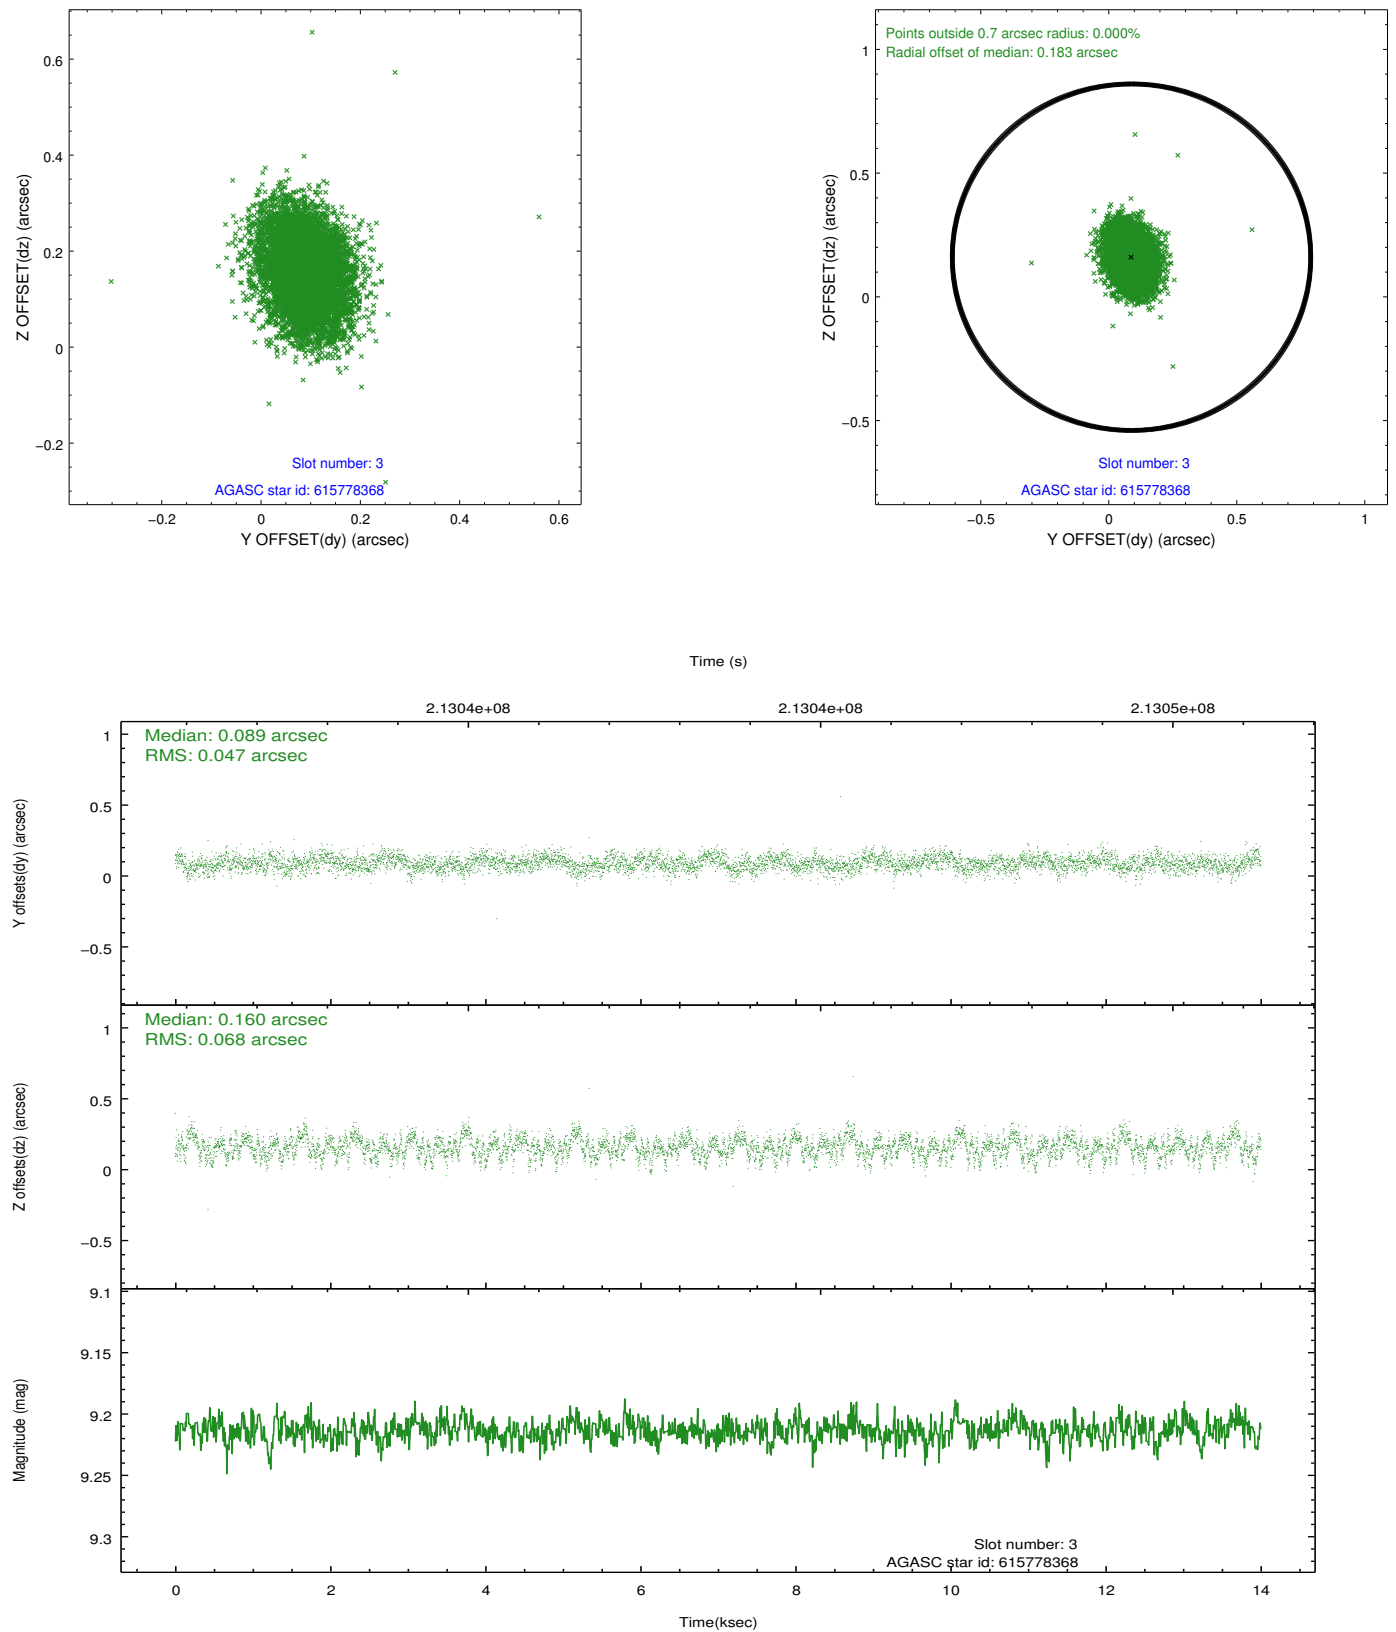 0.6
0.4
0.2
0
−0.2
Z OFFSET(dz) (arcsec)
Slot number: 3
AGASC star id: 615778368
−0.2 0 0.2 0.4 0.6
Y OFFSET(dy) (arcsec)
Points outside 0.7 arcsec radius: 0.000%
Radial offset of median: 0.183 arcsec
1
0.5
0
−0.5
Z OFFSET(dz) (arcsec)
Slot number: 3
AGASC star id: 615778368
−0.5 0 0.5 1
Y OFFSET(dy) (arcsec)
Time (s)
2.1304e+08 2.1304e+08 2.1305e+08
Median: 0.089 arcsec
RMS: 0.047 arcsec
1
0.5
0
−0.5
Y offsets(dy) (arcsec)
Median: 0.160 arcsec
RMS: 0.068 arcsec
1
0.5
0
−0.5
Z offsets(dz) (arcsec)
9.1
9.15
9.2
9.25
9.3
Magnitude (mag)
Slot number: 3
AGASC star id: 615778368
0 2 4 6 8 10 12 14
Time(ksec)